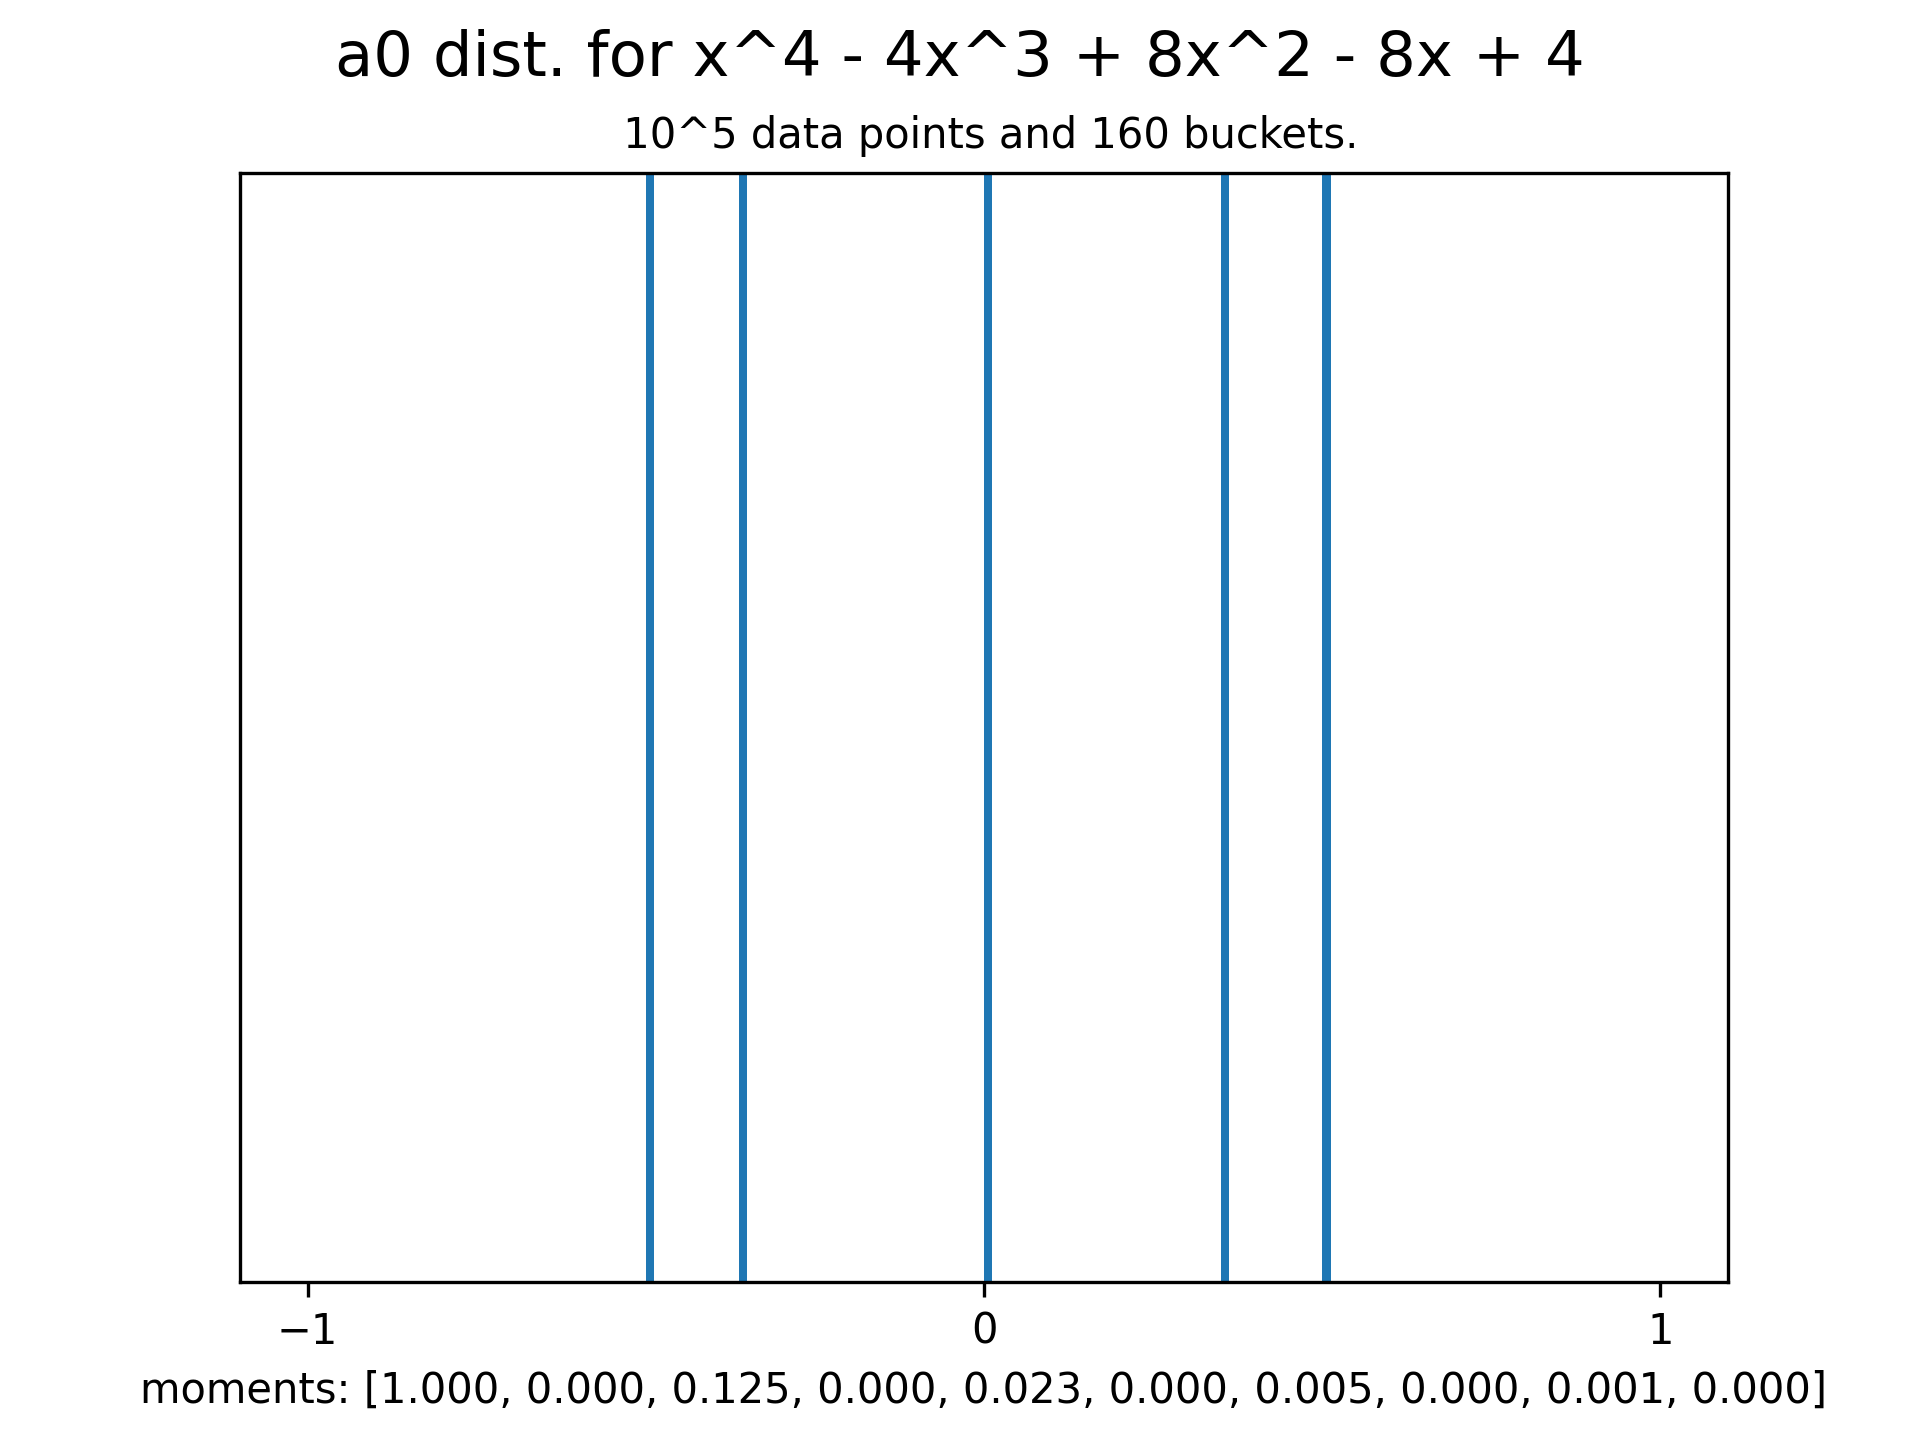 a0 dist. for x^4 - 4x^3 + 8x^2 - 8x + 4
10^5 data points and 160 buckets.
−1 0 1
moments: [1.000, 0.000, 0.125, 0.000, 0.023, 0.000, 0.005, 0.000, 0.001, 0.000]